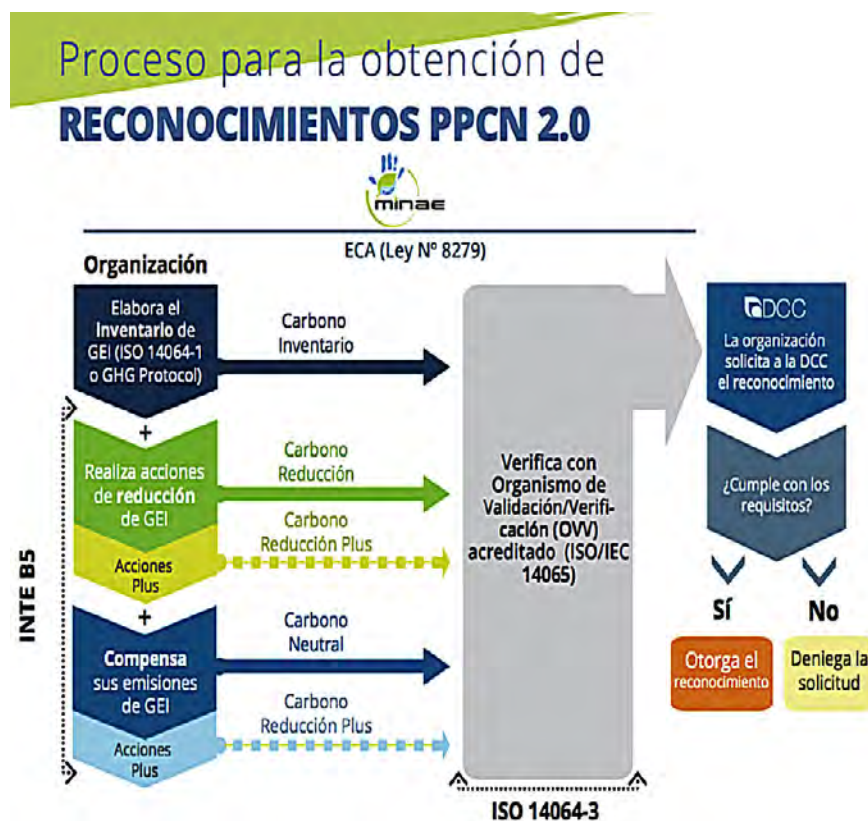 Proceso para la obtención de
RECONOCIMIENTOS PPCN 2.0
minae
ECA (Ley Nº 8279)
Organización
Elabora el
Inventario de
GEI (ISO 14064-1
o GHG Protocol)
Carbono
Inventario
+
Realiza acciones
de reducción
de GEI
Carbono
Reducción
Acciones
Plus
Carbono
Reducción Plus
+
Compensa
sus emisiones
de GEI
Carbono
Neutral
Acciones
Plus
Carbono
Reducción Plus
INTE B5
Verifica con
Organismo de
Validación/Verifi-
cación (OVV)
acreditado (ISO/IEC
14065)
ISO 14064-3
DCC
La organización
solicita a la DCC
el reconocimiento
¿Cumple con los
requisitos?
Sí
No
Otorga el
reconocimiento
Deniega la
solicitud